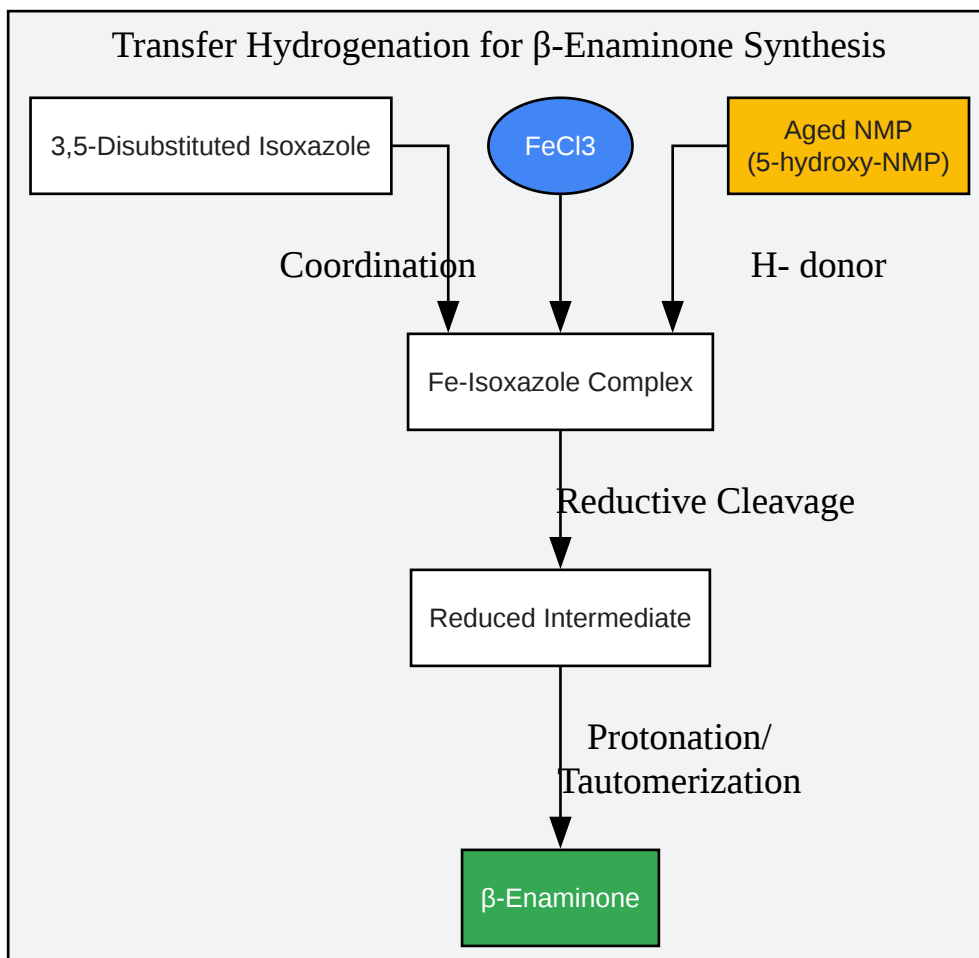 Transfer Hydrogenation for β-Enaminone Synthesis
3,5-Disubstituted Isoxazole
FeCl3
Aged NMP
(5-hydroxy-NMP)
Coordination
H- donor
Fe-Isoxazole Complex
Reductive Cleavage
Reduced Intermediate
Protonation/
Tautomerization
β-Enaminone